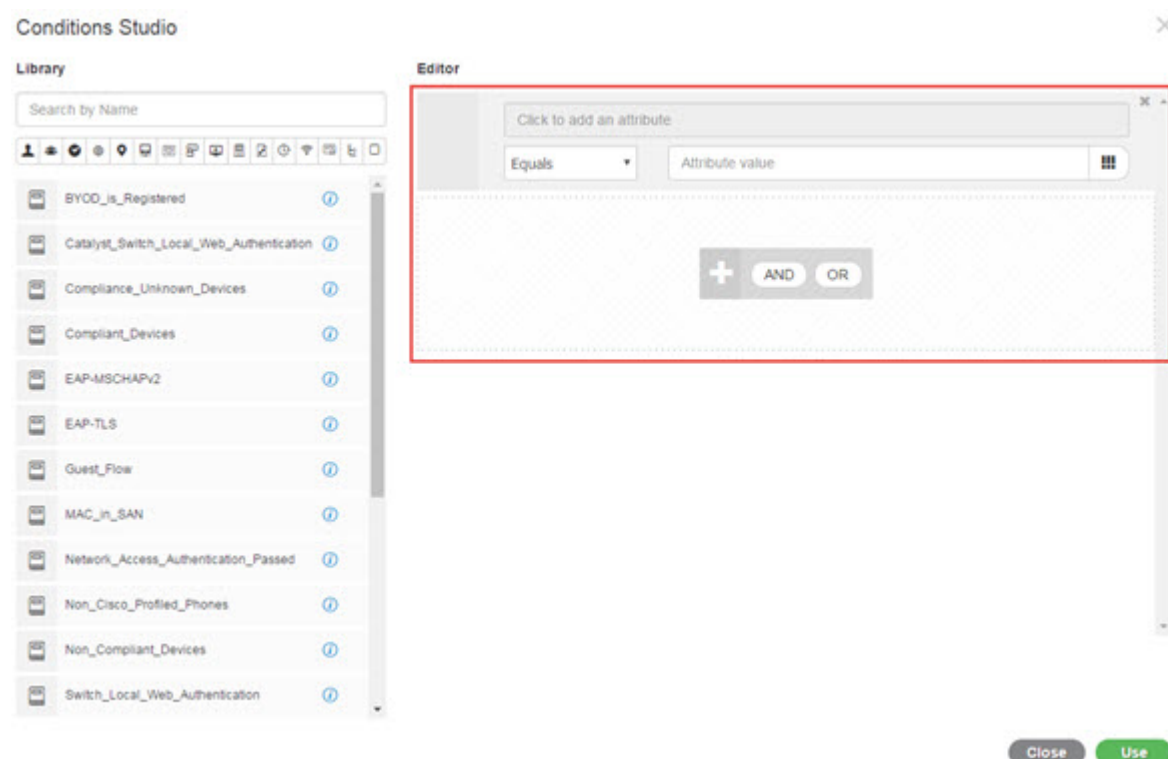 Conditions Studio
Library
Editor
Search by Name
Click to add an attribute
Equals
Attribute value
BYOD_is_Registered
Catalyst_Switch_Local_Web_Authentication
Compliance_Unknown_Devices
Compliant_Devices
EAP-MSCHAPv2
EAP-TLS
Guest_Flow
MAC_in_SAN
Network_Access_Authentication_Passed
Non_Cisco_Profiled_Phones
Non_Compliant_Devices
Switch_Local_Web_Authentication
AND
OR
Close
Use